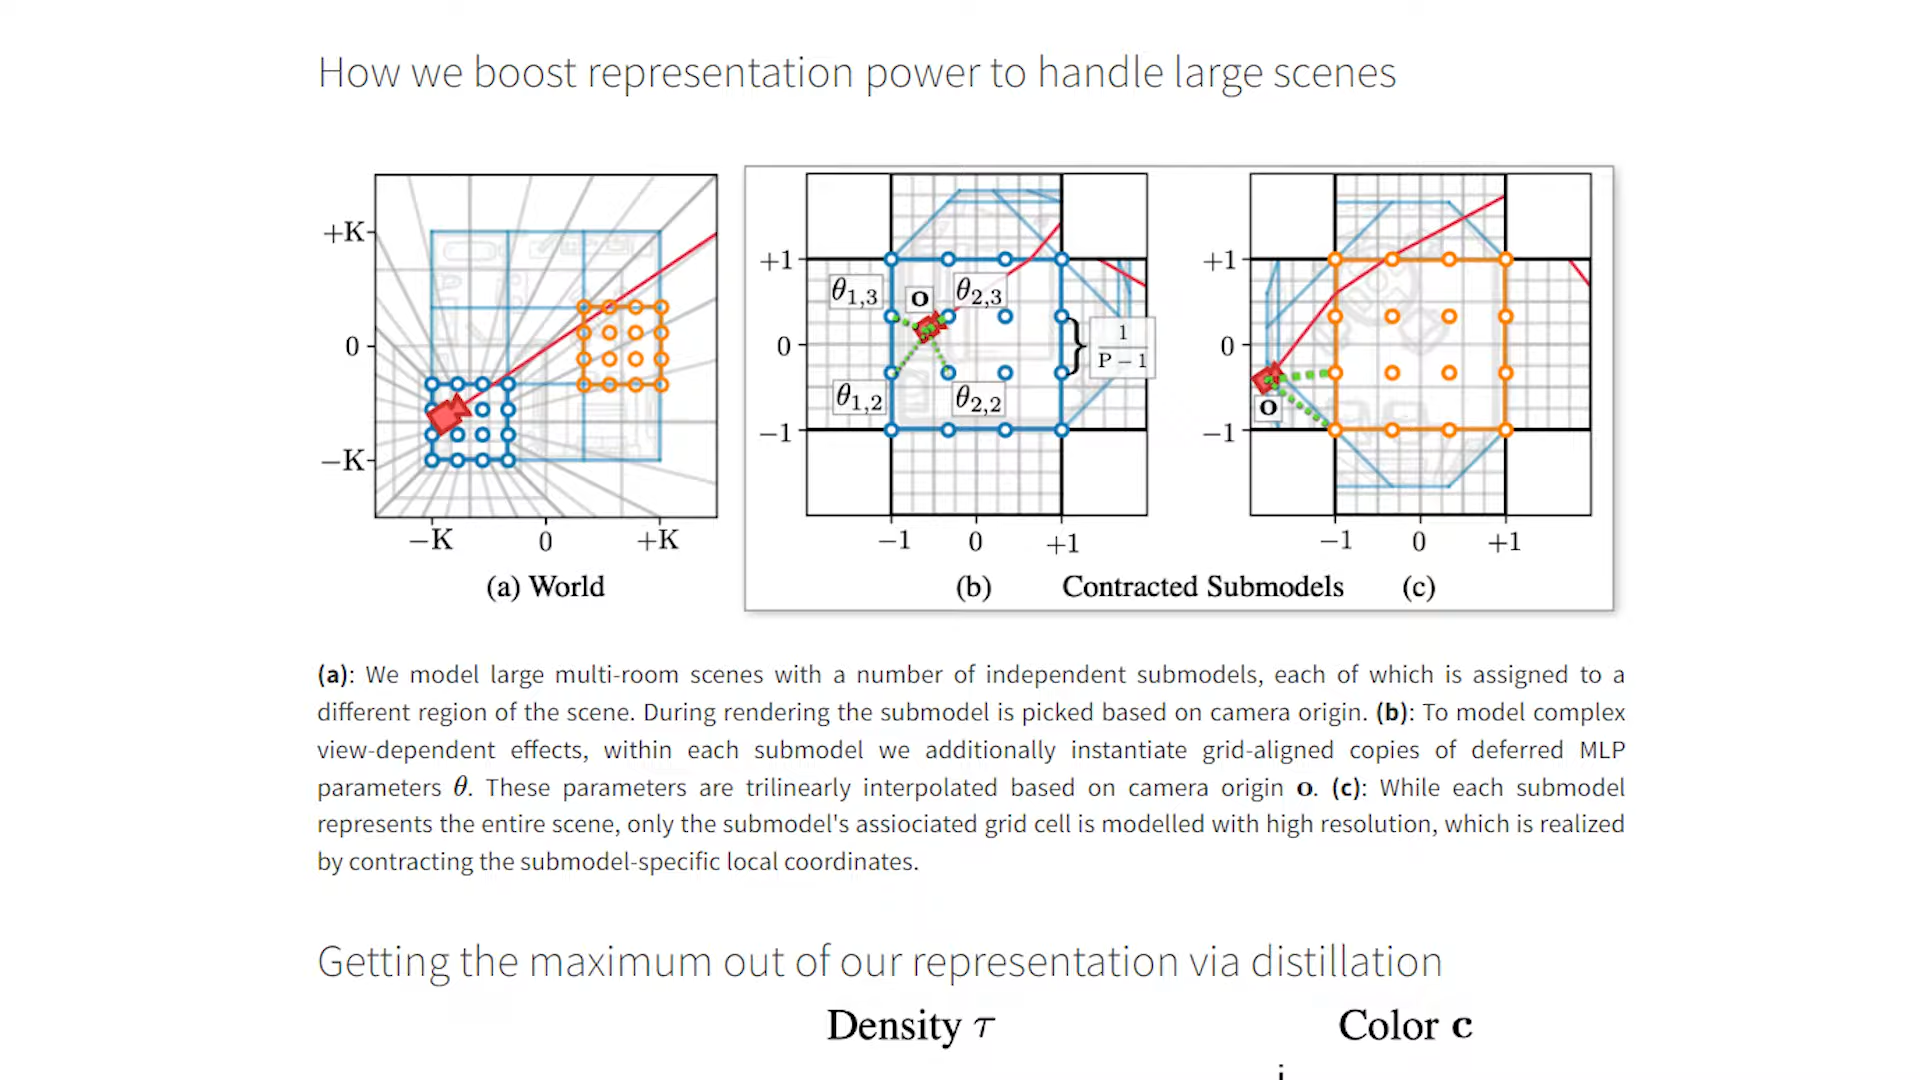 How we boost representation power to handle large scenes
+K
0
−K
−K 0 +K
(a) World
+1
0
−1
−1 0 +1
θ1,3
o
θ2,3
θ1,2
θ2,2
1
P − 1
(b)
Contracted Submodels
+1
0
−1
−1 0 +1
o
(c)
(a): We model large multi-room scenes with a number of independent submodels, each of which is assigned to a
different region of the scene. During rendering the submodel is picked based on camera origin. (b): To model complex
view-dependent effects, within each submodel we additionally instantiate grid-aligned copies of deferred MLP
parameters θ. These parameters are trilinearly interpolated based on camera origin o. (c): While each submodel
represents the entire scene, only the submodel's assiociated grid cell is modelled with high resolution, which is realized
by contracting the submodel-specific local coordinates.
Getting the maximum out of our representation via distillation
Density τ
Color c